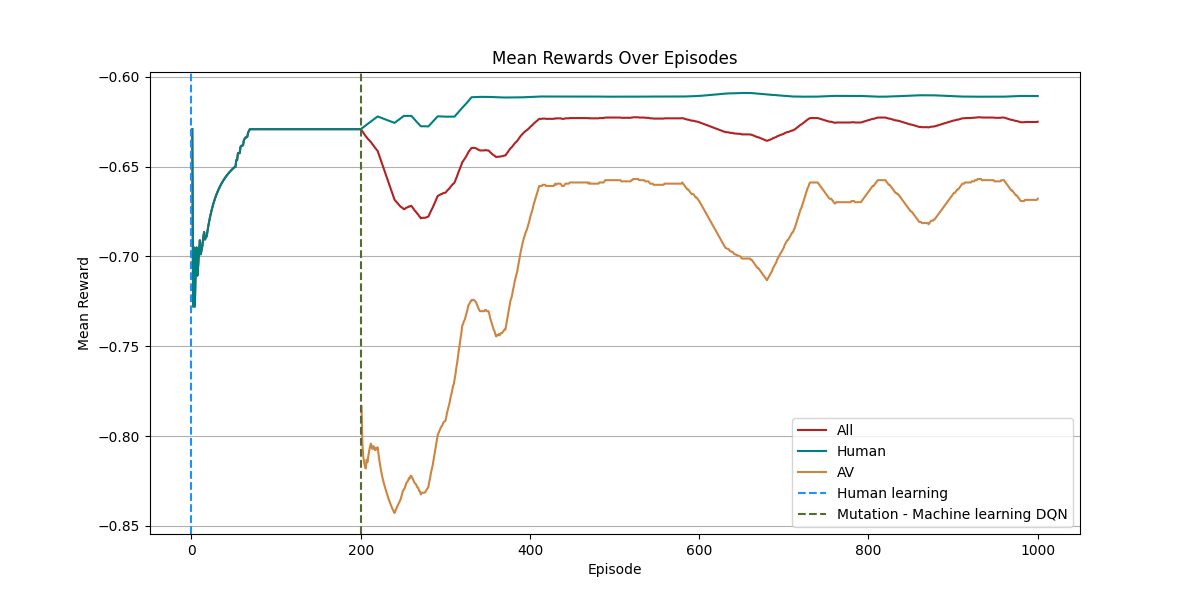 Mean Rewards Over Episodes
Mean Reward
−0.60
−0.65
−0.70
−0.75
−0.80
−0.85
0 200 400 600 800 1000
Episode
All
Human
AV
Human learning
Mutation - Machine learning DQN